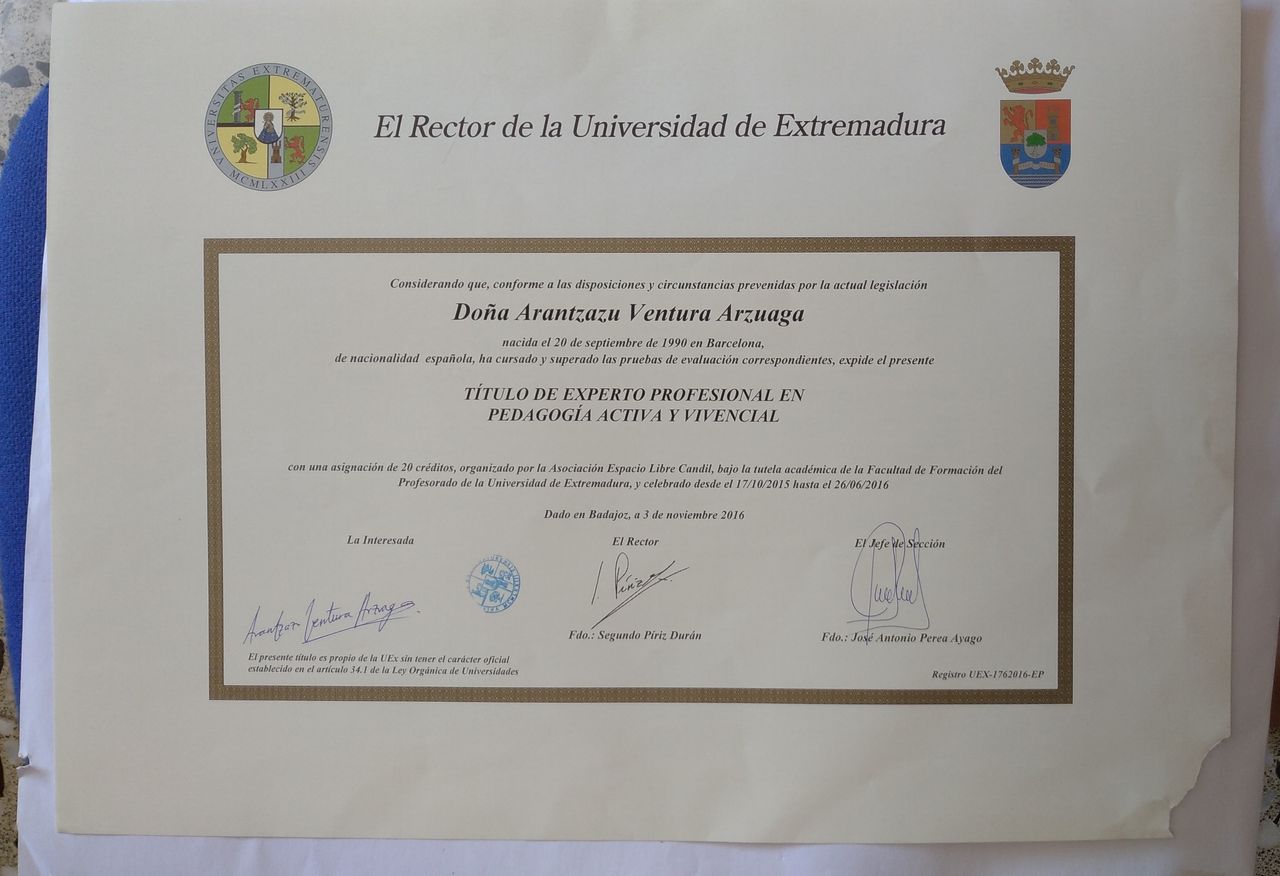 UNIVERSITAS EXTREMATURENSIS
MCMLXXIII
El Rector de la Universidad de Extremadura
Considerando que, conforme a las disposiciones y circunstancias prevenidas por la actual legislación
Doña Arantzazu Ventura Arzuaga
nacida el 20 de septiembre de 1990 en Barcelona,
de nacionalidad española, ha cursado y superado las pruebas de evaluación correspondientes, expide el presente
TÍTULO DE EXPERTO PROFESIONAL EN
PEDAGOGÍA ACTIVA Y VIVENCIAL
con una asignación de 20 créditos, organizado por la Asociación Espacio Libre Candil, bajo la tutela académica de la Facultad de Formación del
Profesorado de la Universidad de Extremadura, y celebrado desde el 17/10/2015 hasta el 26/06/2016
Dado en Badajoz, a 3 de noviembre 2016
La Interesada
El Rector
El Jefe de Sección
Arantzazu Ventura Arzuaga
Fdo.: Segundo Píriz Durán
Fdo.: José Antonio Perea Ayago
El presente título es propio de la UEx sin tener el carácter oficial
establecido en el artículo 34.1 de la Ley Orgánica de Universidades
Registro UEX-1762016-EP